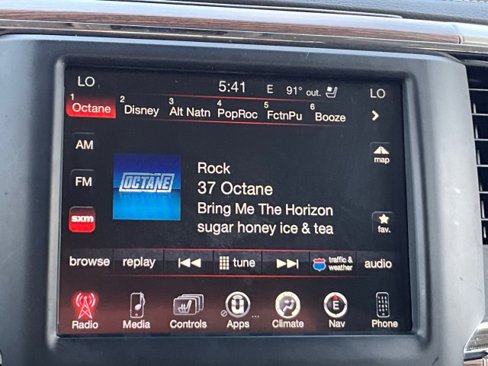 LO 5:41 E 91° out. LO
1 Octane 2 Disney 3 Alt Natn 4 PopRoc 5 FctnPu 6 Booze
AM
map
FM
OCTANE
Rock
37 Octane
Bring Me The Horizon
sugar honey ice & tea
sxm
fav.
browse replay tune traffic & weather audio
Radio Media Controls Apps Climate E Nav Phone